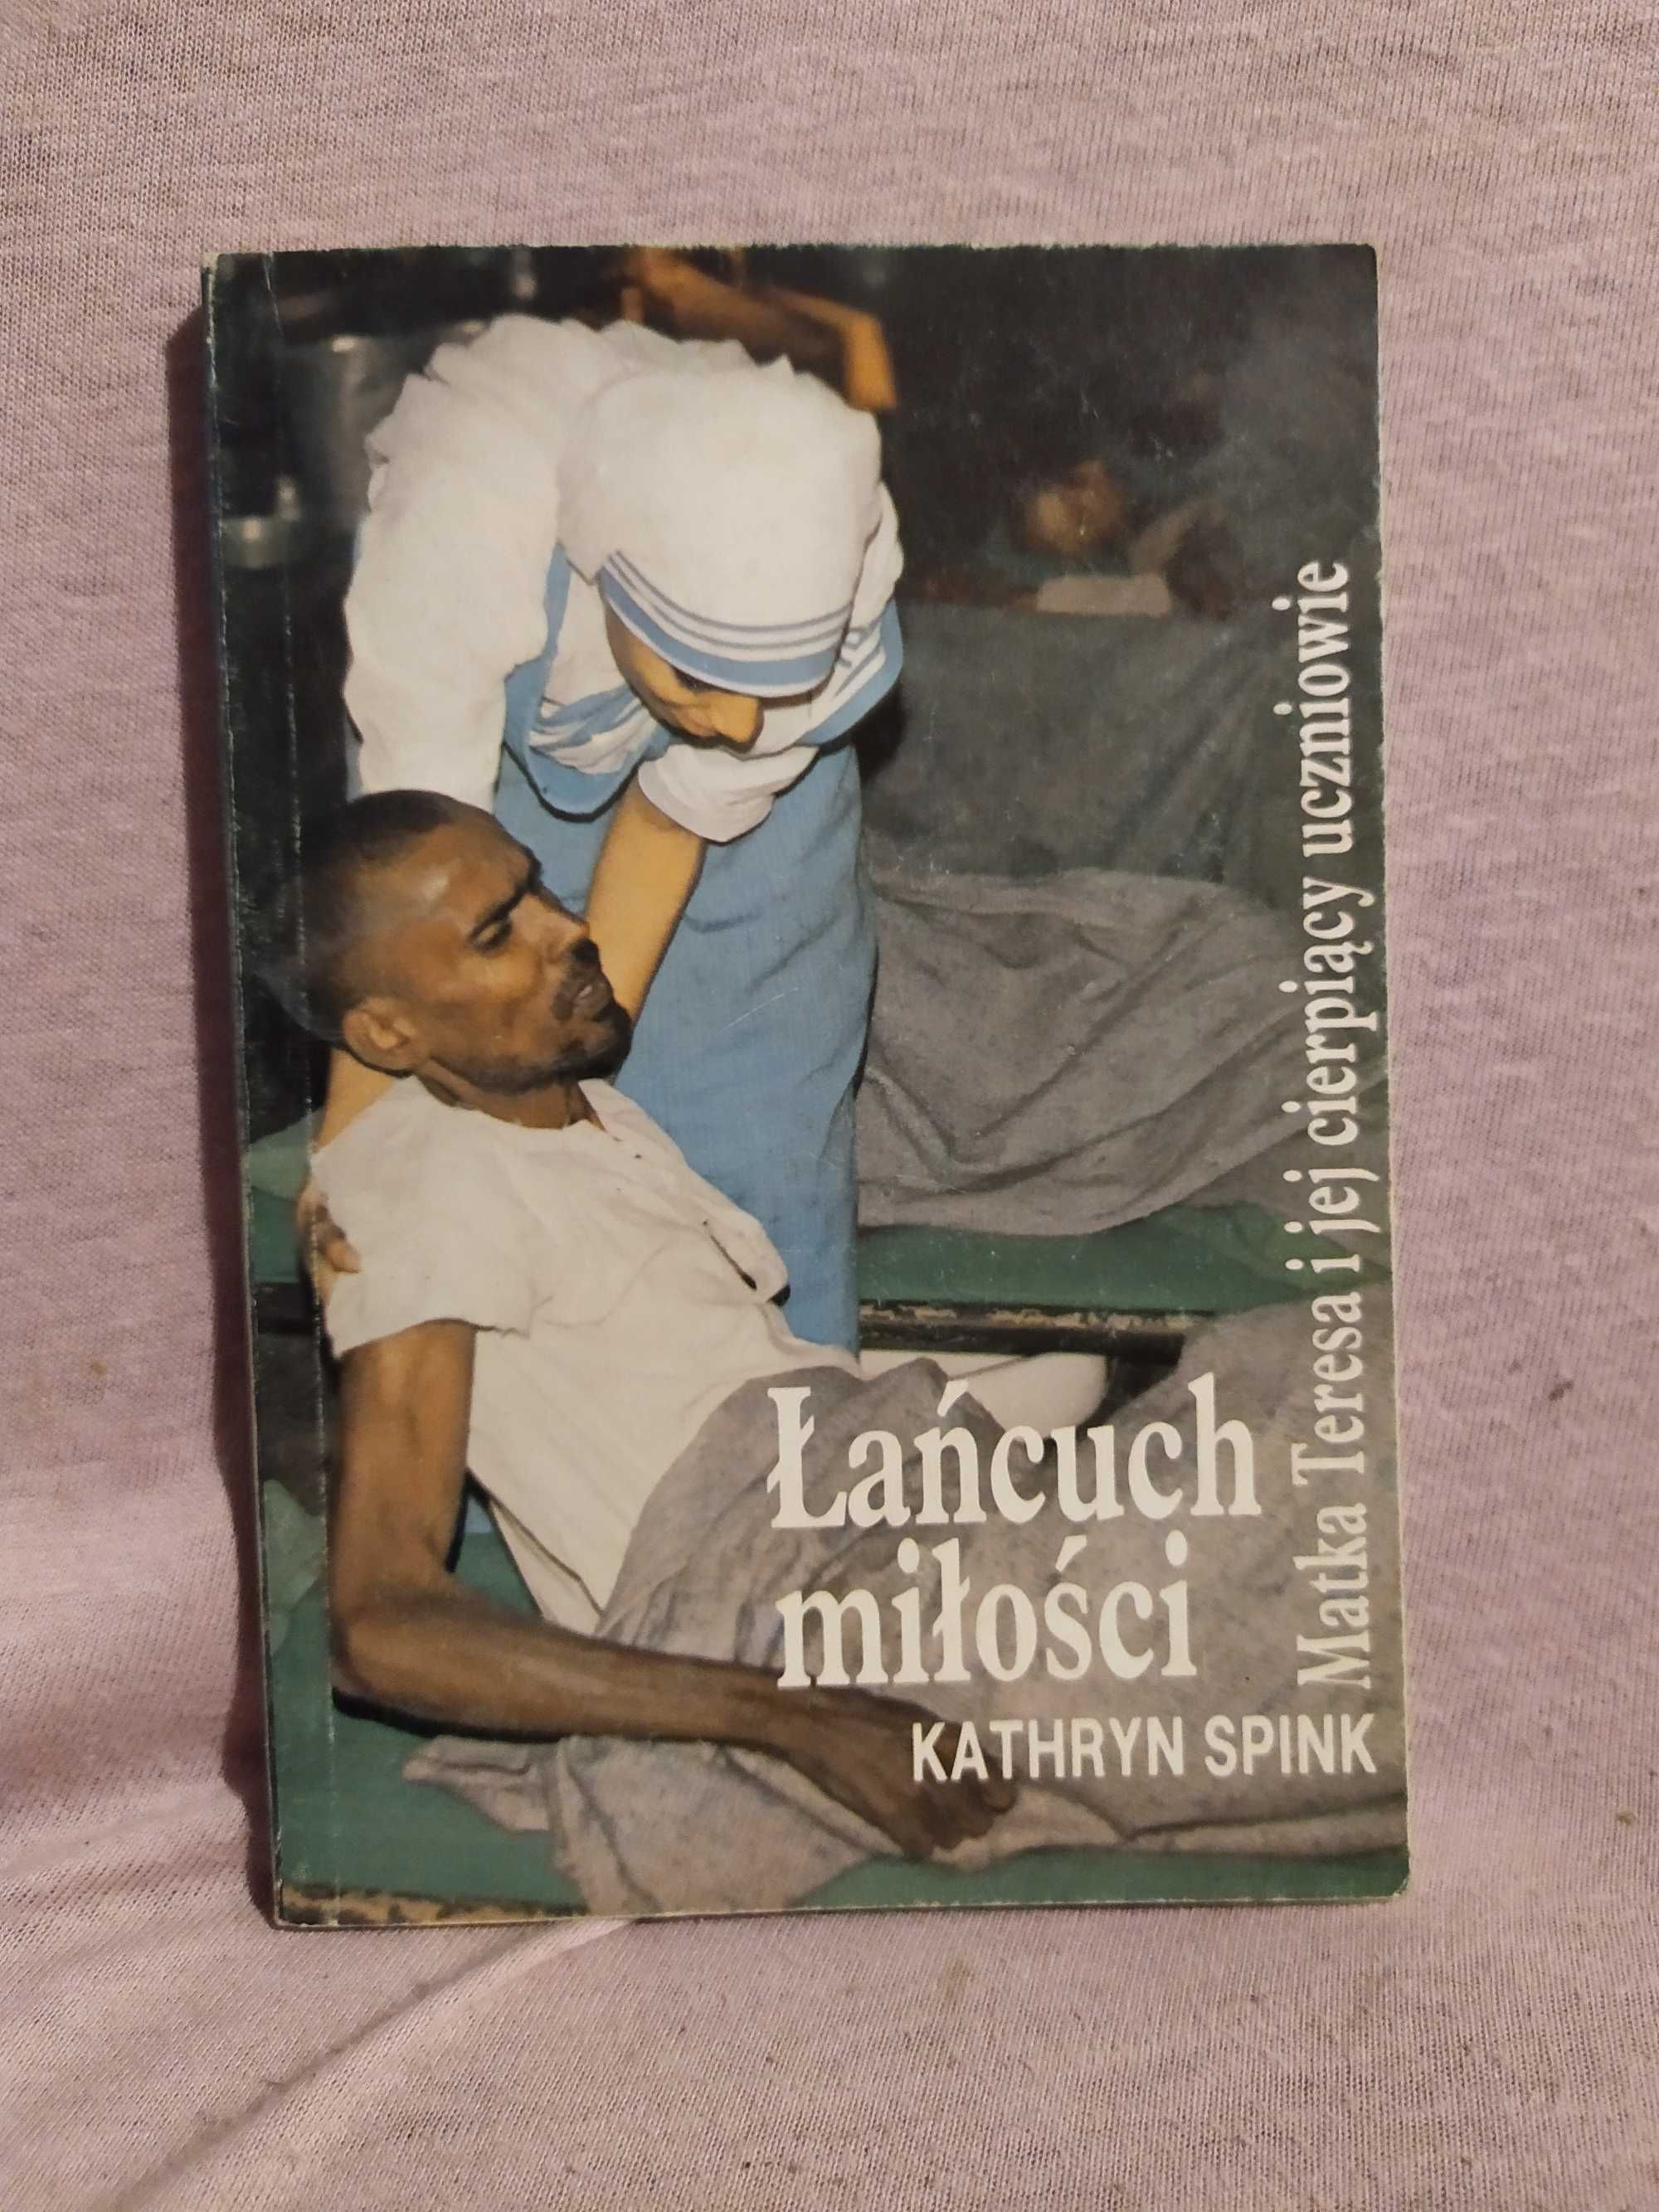 Łańcuch
miłości
Matka Teresa i jej cierpiący uczniowie
KATHRYN SPINK